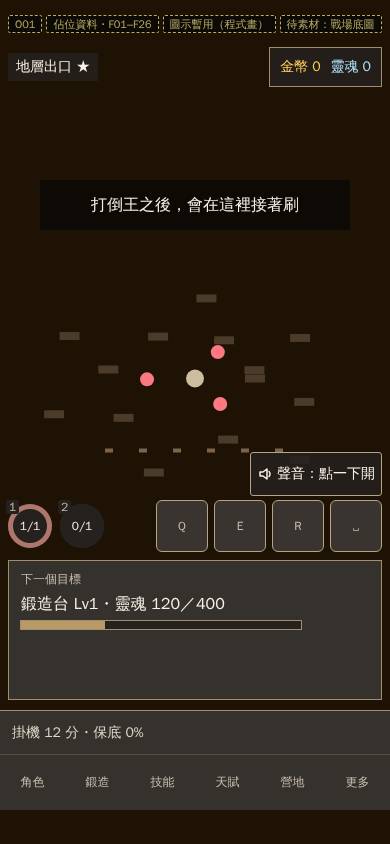 001 佔位資料·F01—F26 圖示暫用（程式畫） 待素材：戰場底圖
地層出口 ★ 金幣 0 靈魂 0
打倒王之後，會在這裡接著刷
聲音：點一下開
1 1/1 2 0/1 Q E R ␣
下一個目標
鍛造台 Lv1・靈魂 120／400
掛機 12 分・保底 0%
角色 鍛造 技能 天賦 營地 更多